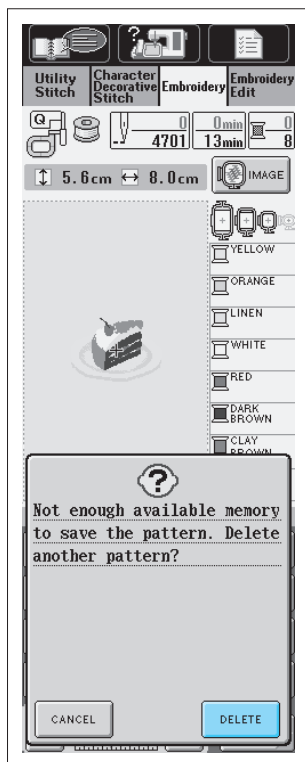 Utility Stitch
Character Decorative Stitch
Embroidery
Embroidery Edit
0
4701
0min
13min
0
8
5.6cm 8.0cm
IMAGE
YELLOW
ORANGE
LINEN
WHITE
RED
DARK BROWN
CLAY BROWN
?
Not enough available memory
to save the pattern. Delete
another pattern?
CANCEL
DELETE